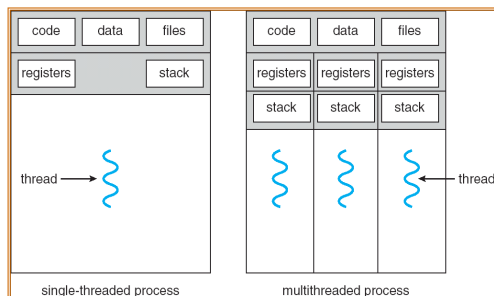 code data files
registers stack
thread
single-threaded process
code data files
registers registers registers
stack stack stack
thread
multithreaded process